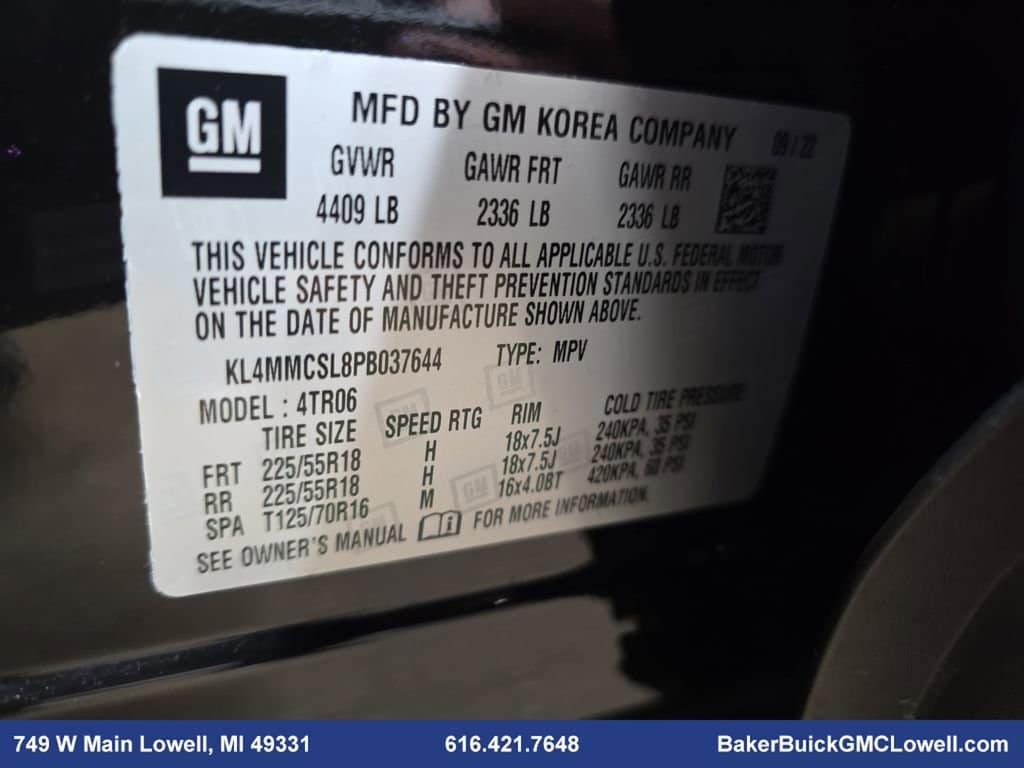 GM
MFD BY GM KOREA COMPANY 09 / 22
GVWR GAWR FRT GAWR RR
4409 LB 2336 LB 2336 LB
THIS VEHICLE CONFORMS TO ALL APPLICABLE U.S. FEDERAL MOTOR
VEHICLE SAFETY AND THEFT PREVENTION STANDARDS IN EFFECT
ON THE DATE OF MANUFACTURE SHOWN ABOVE.
KL4MMCSL8PB037644 TYPE: MPV
MODEL : 4TR06
TIRE SIZE SPEED RTG RIM COLD TIRE PRESSURE
FRT 225/55R18 H 18x7.5J 240KPA, 35 PSI
RR 225/55R18 H 18x7.5J 240KPA, 35 PSI
SPA T125/70R16 M 16x4.0BT 420KPA, 60 PSI
SEE OWNER'S MANUAL FOR MORE INFORMATION.
749 W Main Lowell, MI 49331 616.421.7648 BakerBuickGMCLowell.com